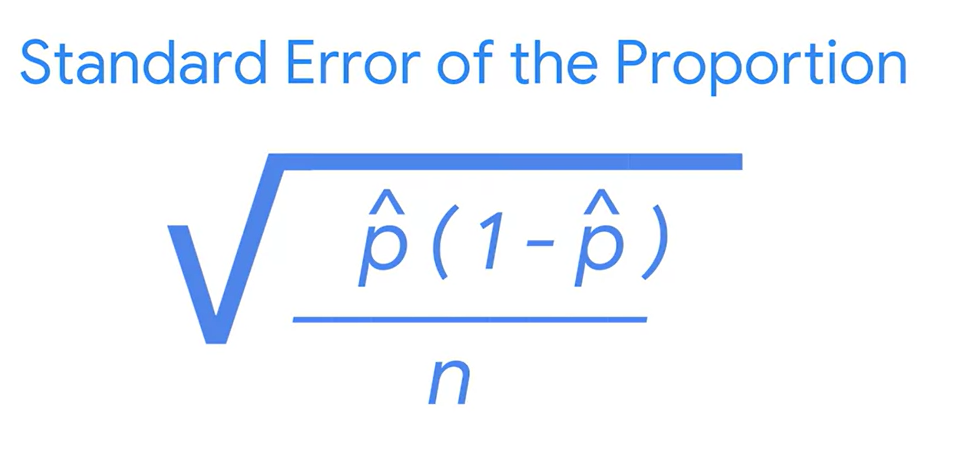 Standard Error of the Proportion
√
p̂(1-p̂)
n